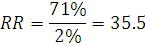 RR = 71% / 2% = 35.5